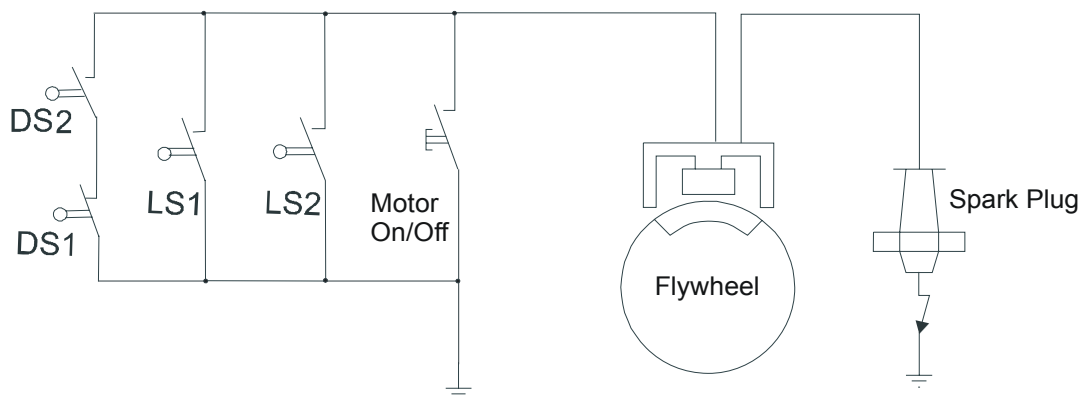 DS2
DS1
LS1
LS2
Motor
On/Off
Flywheel
Spark Plug